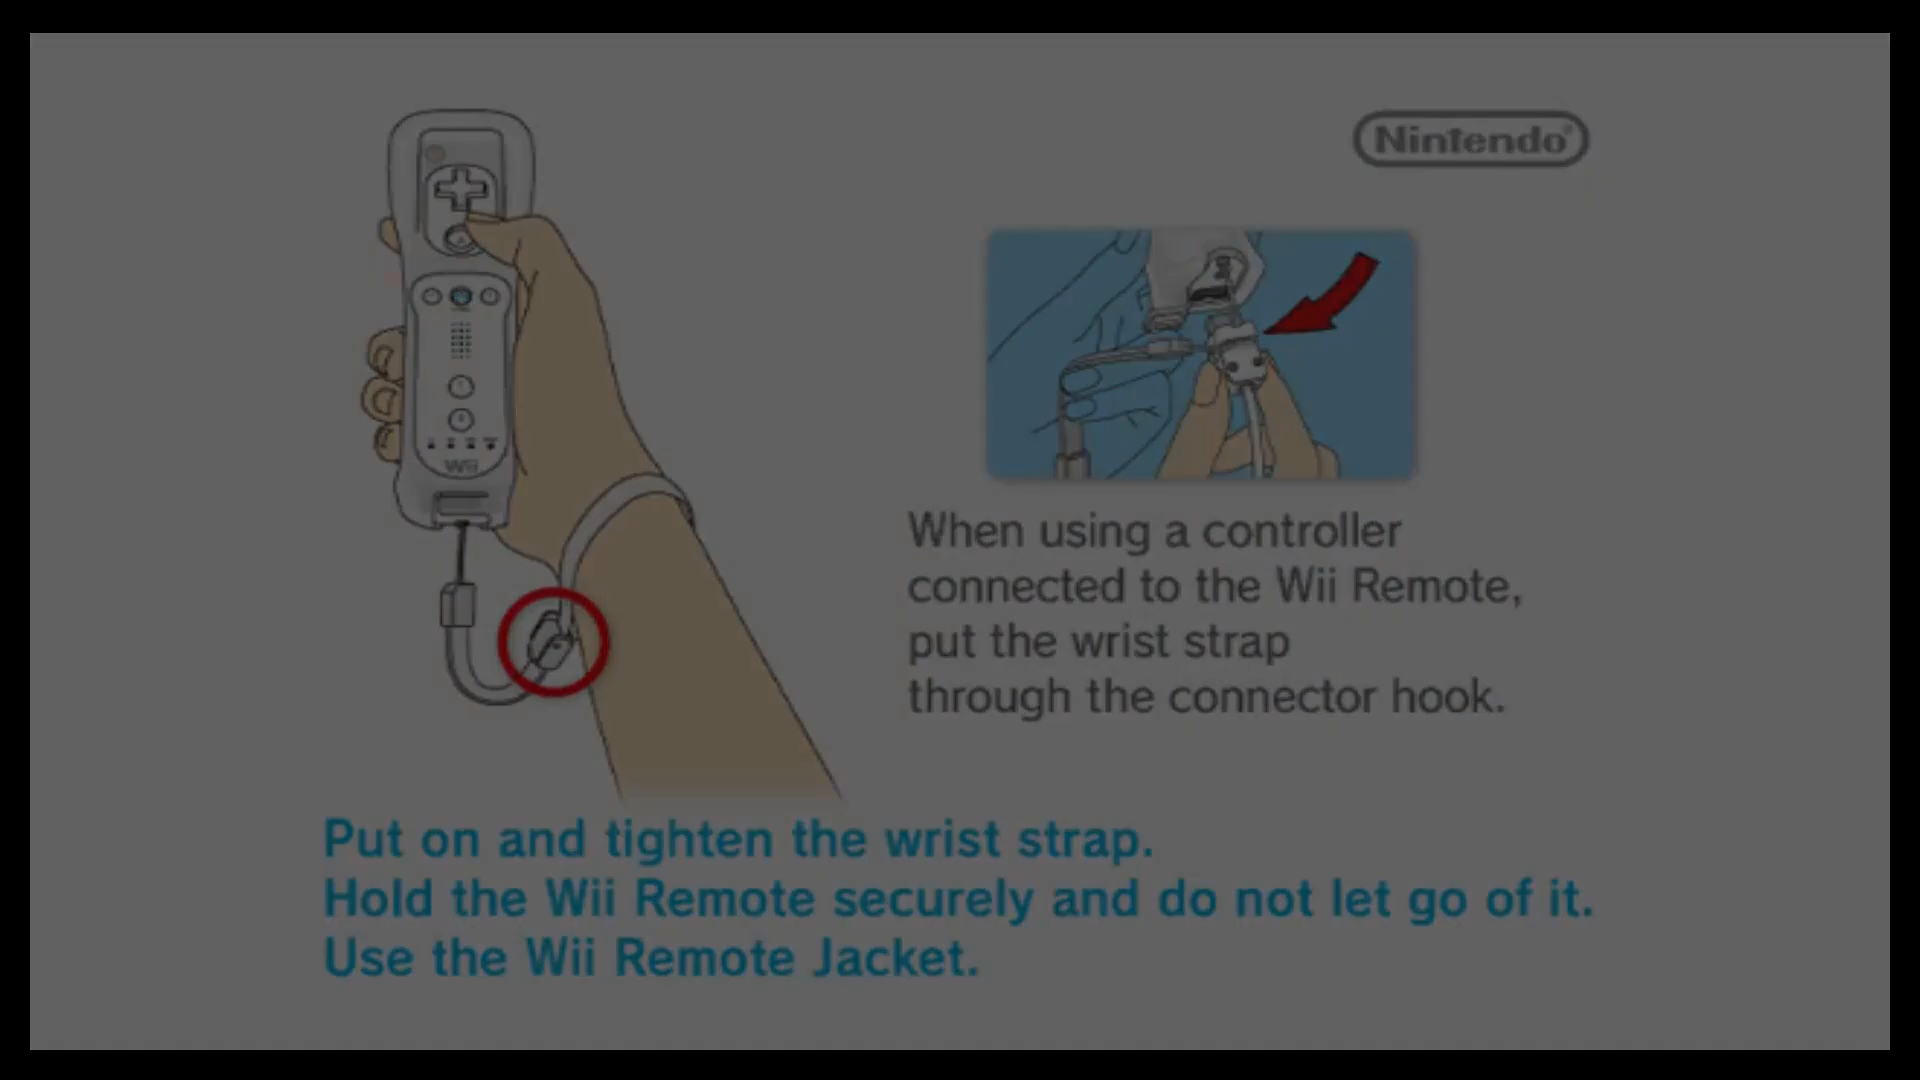 Nintendo®
Wii
When using a controller
connected to the Wii Remote,
put the wrist strap
through the connector hook.
Put on and tighten the wrist strap.
Hold the Wii Remote securely and do not let go of it.
Use the Wii Remote Jacket.